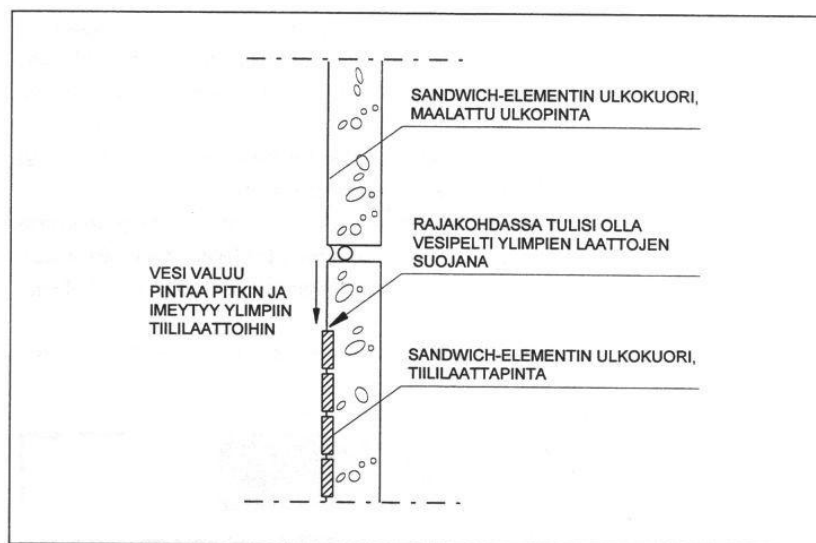 SANDWICH-ELEMENTIN ULKOKUORI,
MAALATTU ULKOPINTA
RAJAKOHDASSA TULISI OLLA
VESIPELTI YLIMPIEN LAATTOJEN
SUOJANA
VESI VALUU
PINTAA PITKIN JA
IMEYTYY YLIMPIIN
TIILILAATTOIHIN
SANDWICH-ELEMENTIN ULKOKUORI,
TIILILAATTAPINTA